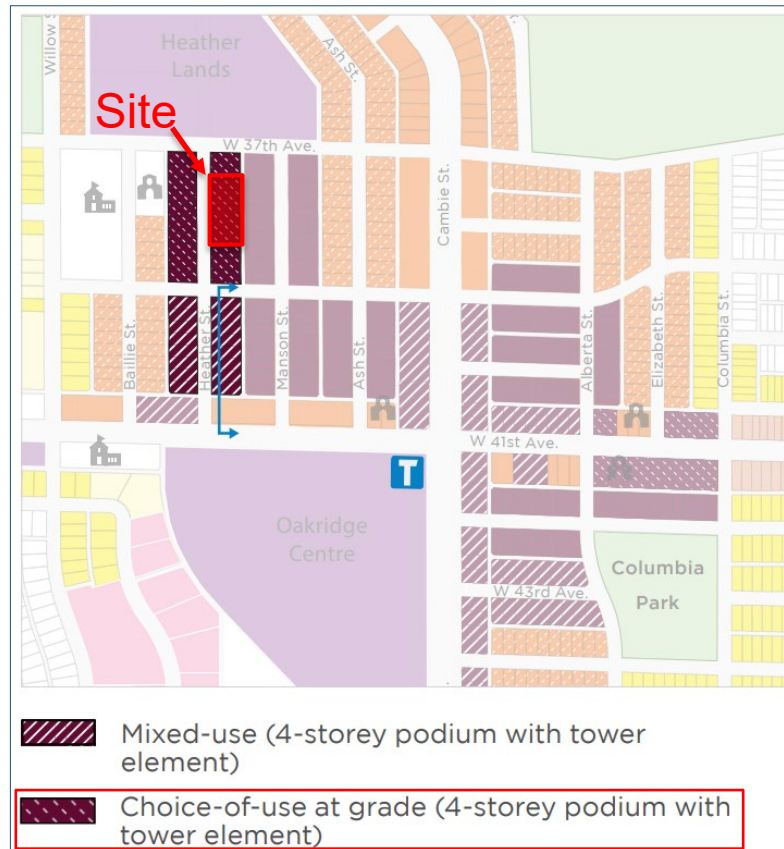 Heather
Lands
Willow
Ash St.
Site
W 37th Ave.
Cambie St.
Baillie St.
Heather St.
Manson St.
Ash St.
Alberta St.
Elizabeth St.
Columbia St.
W 41st Ave.
T
Oakridge
Centre
Columbia
Park
W 43rd Ave.
Mixed-use (4-storey podium with tower
element)
Choice-of-use at grade (4-storey podium with
tower element)